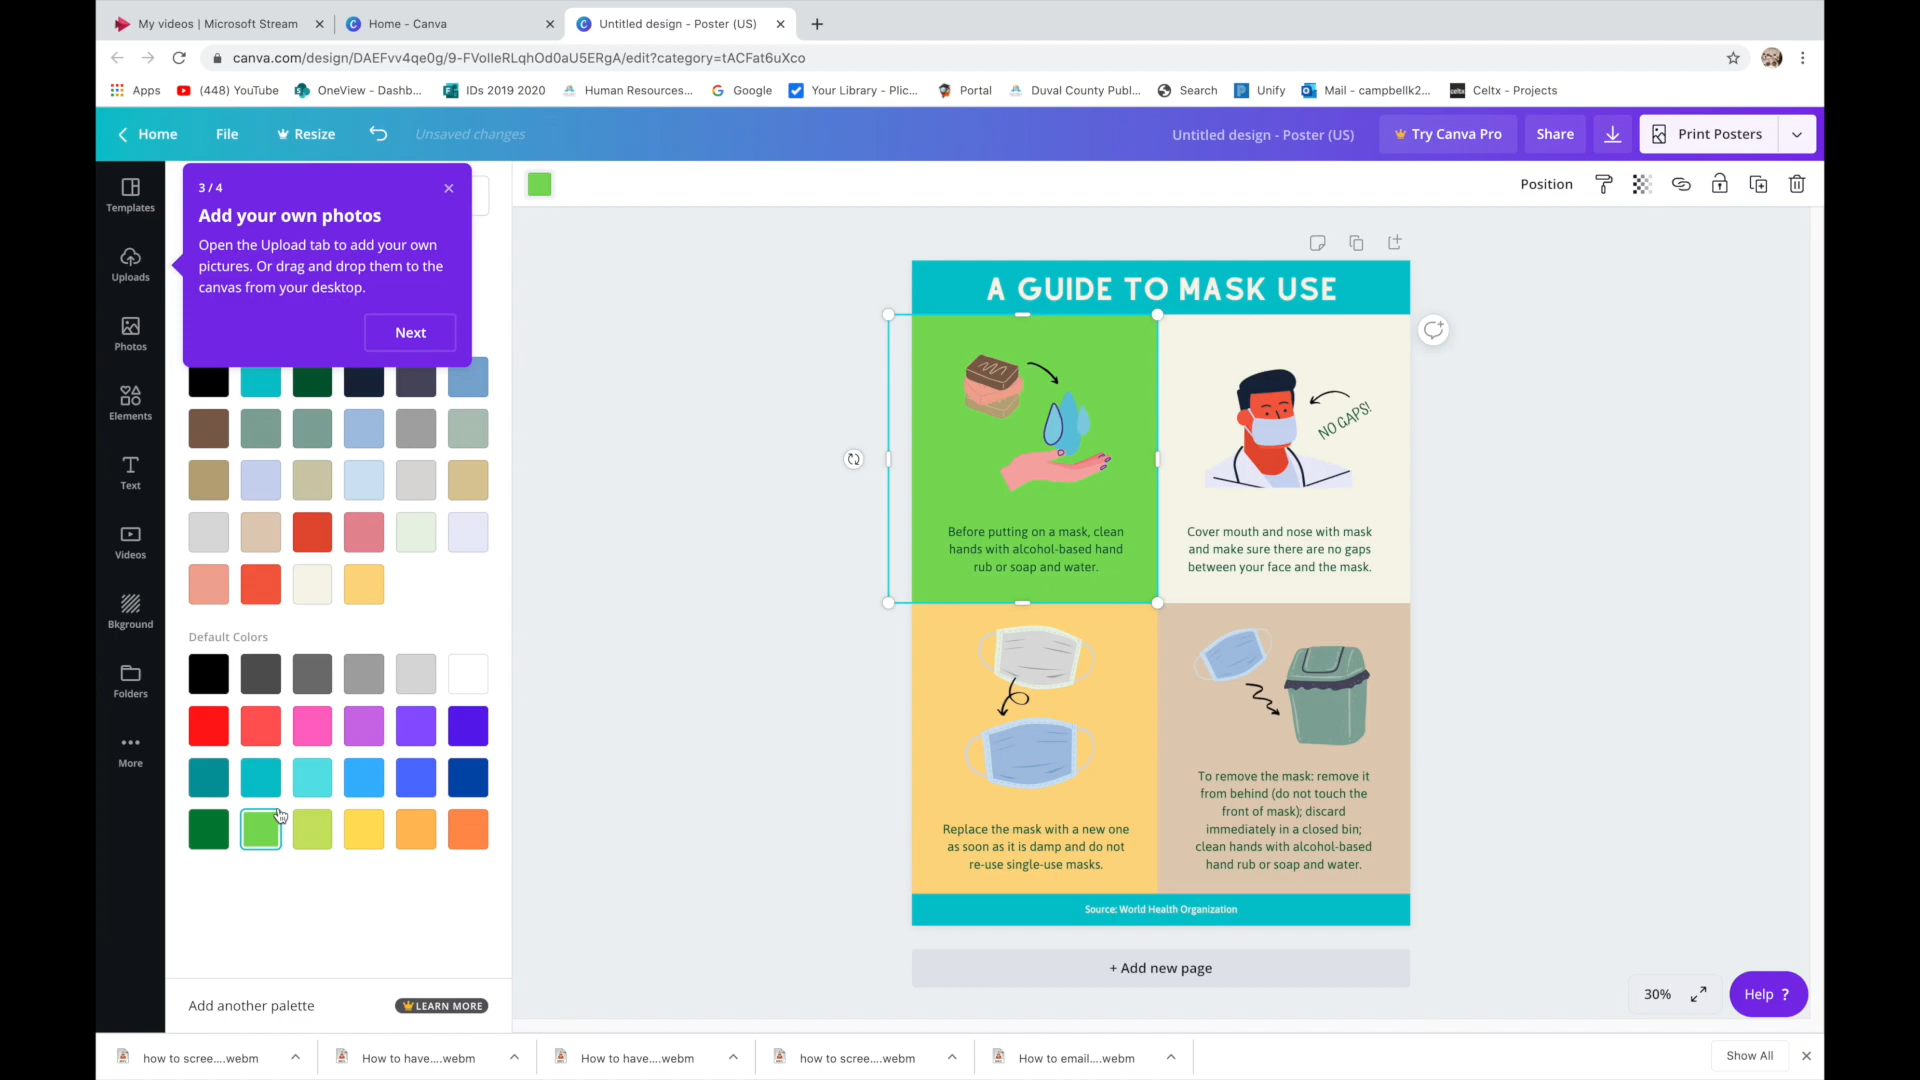 My videos | Microsoft Stream
Home - Canva
Untitled design - Poster (US)
canva.com/design/DAEFvv4qe0g/9-FVolleRLqhOd0aU5ERgA/edit?category=tACFat6uXco
Apps
(448) YouTube
OneView - Dashb...
IDs 2019 2020
Human Resources...
Google
Your Library - Plic...
Portal
Duval County Publ...
Search
Unify
Mail - campbellk2...
celtx
Celtx - Projects
Home
File
Resize
Unsaved changes
Untitled design - Poster (US)
Try Canva Pro
Share
Print Posters
Templates
Uploads
Photos
Elements
Text
Videos
Bkground
Folders
More
3 / 4
Add your own photos
Open the Upload tab to add your own
pictures. Or drag and drop them to the
canvas from your desktop.
Next
Default Colors
Add another palette
LEARN MORE
Position
A GUIDE TO MASK USE
NO GAPS!
Before putting on a mask, clean
hands with alcohol-based hand
rub or soap and water.
Cover mouth and nose with mask
and make sure there are no gaps
between your face and the mask.
Replace the mask with a new one
as soon as it is damp and do not
re-use single-use masks.
To remove the mask: remove it
from behind (do not touch the
front of mask); discard
immediately in a closed bin;
clean hands with alcohol-based
hand rub or soap and water.
Source: World Health Organization
+ Add new page
30%
Help ?
how to scree....webm
How to have....webm
How to have....webm
how to scree....webm
How to email....webm
Show All